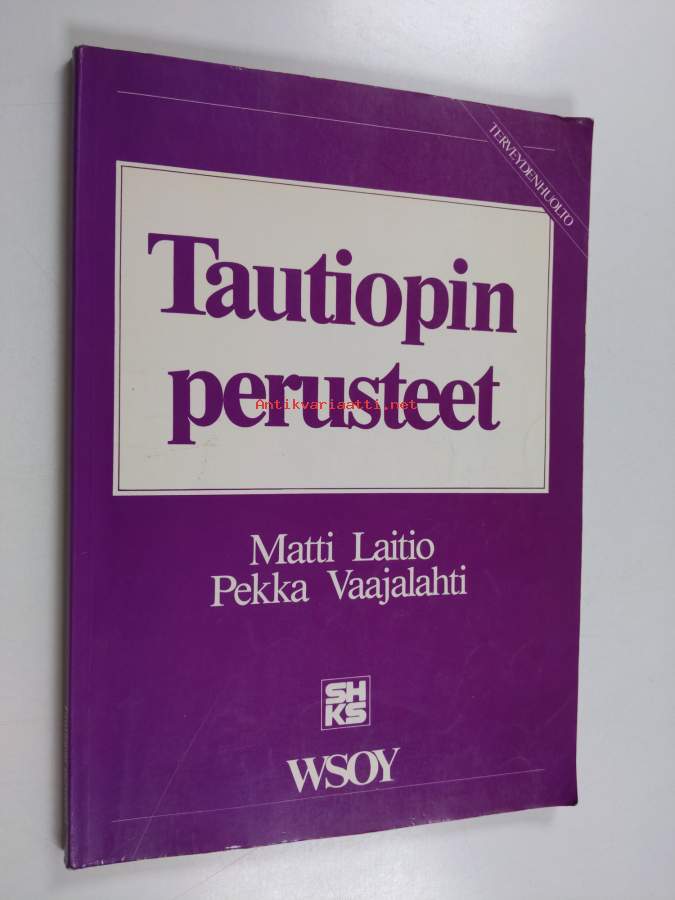 TERVEYDENHUOLTO
Tautiopin
perusteet
Antikvariaatti.net
Matti Laitio
Pekka Vaajalahti
SH
KS
WSOY